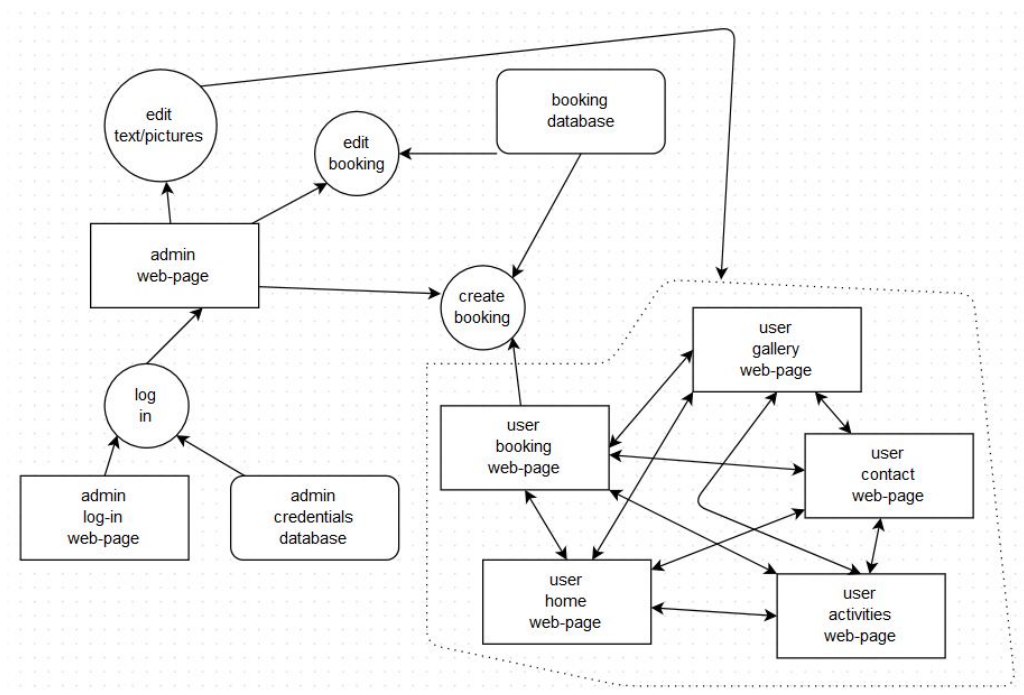 edit
text/pictures
edit
booking
booking
database
admin
web-page
create
booking
user
gallery
web-page
log
in
user
booking
web-page
user
contact
web-page
admin
log-in
web-page
admin
credentials
database
user
home
web-page
user
activities
web-page